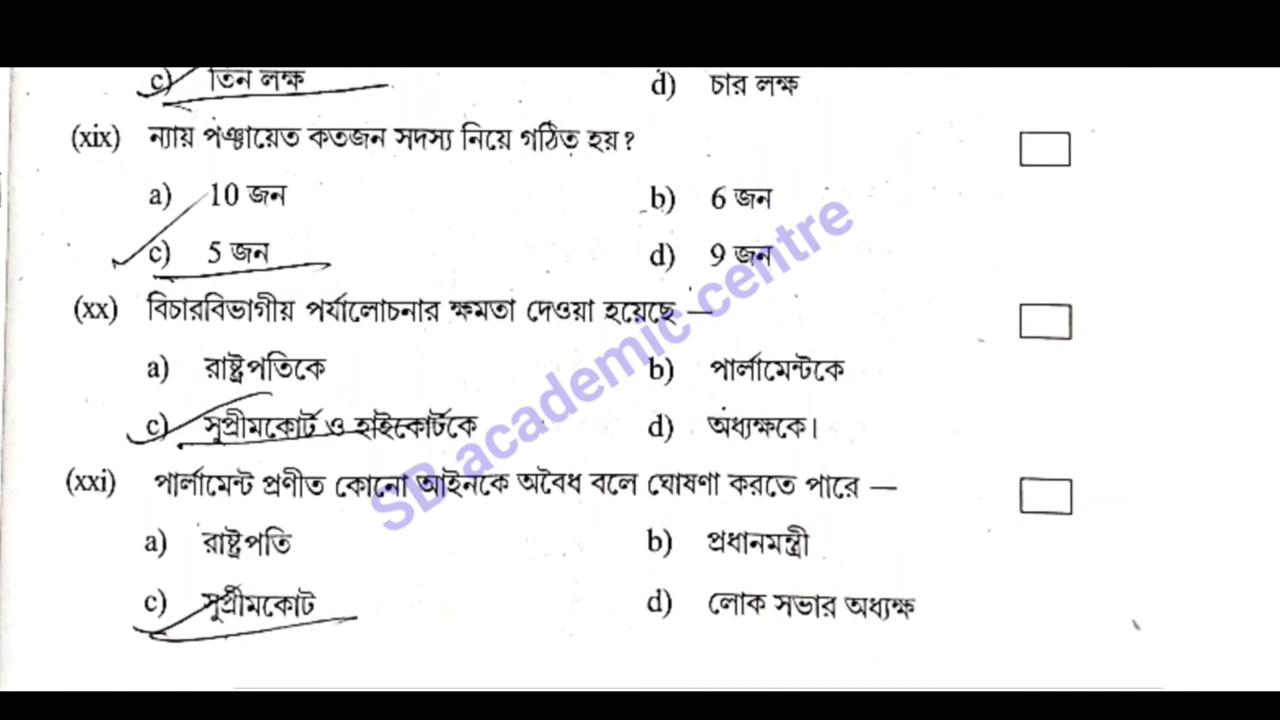 c) তিন লক্ষ d) চার লক্ষ
(xix) ন্যায় পঞ্চায়েত কতজন সদস্য নিয়ে গঠিত হয়?
a) 10 জন b) 6 জন
c) 5 জন d) 9 জন
(xx) বিচারবিভাগীয় পর্যালোচনার ক্ষমতা দেওয়া হয়েছে —
a) রাষ্ট্রপতিকে b) পার্লামেন্টকে
c) সুপ্রীমকোর্ট ও হাইকোর্টকে d) অধ্যক্ষকে।
(xxi) পার্লামেন্ট প্রণীত কোনো আইনকে অবৈধ বলে ঘোষণা করতে পারে —
a) রাষ্ট্রপতি b) প্রধানমন্ত্রী
c) সুপ্রীমকোট d) লোক সভার অধ্যক্ষ
SB academic centre